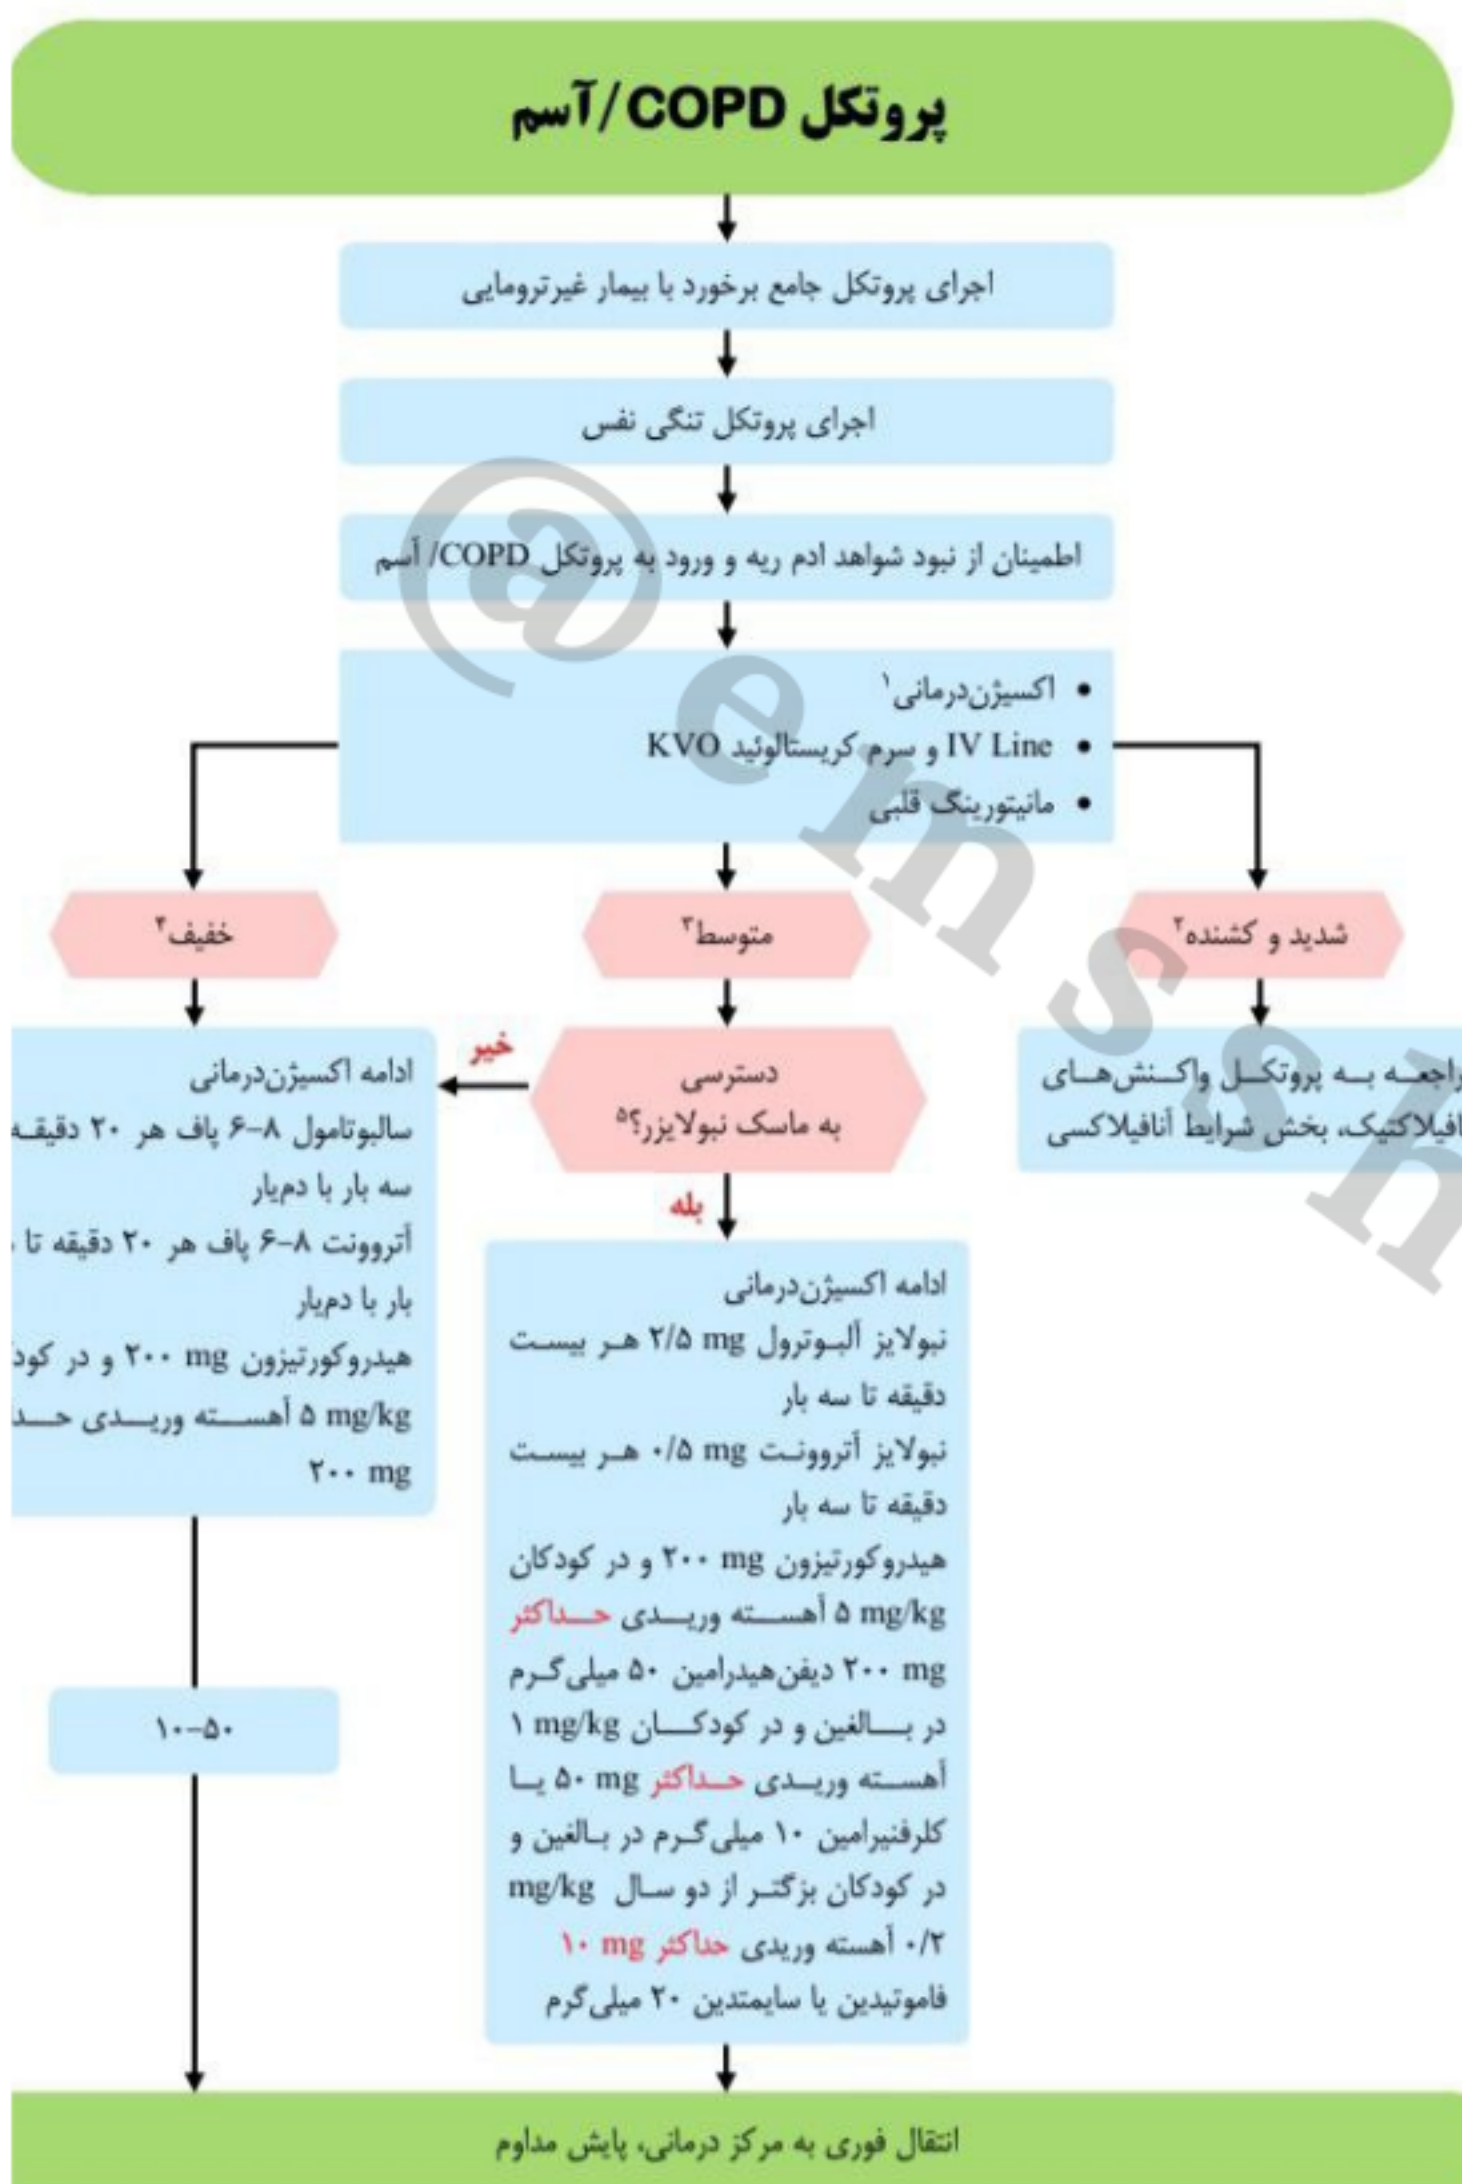 پروتکل COPD/آسم
اجرای پروتکل جامع برخورد با بیمار غیرترومایی
اجرای پروتکل تنگی نفس
اطمینان از نبود شواهد ادم ریه و ورود به پروتکل COPD/ آسم
• اکسیژن‌درمانی۱
• IV Line و سرم کریستالوئید KVO
• مانیتورینگ قلبی
شدید و کشنده۲
متوسط۳
خفیف۴
راجعه به پروتکل واکنش‌های
نافیلاکتیک، بخش شرایط آنافیلاکسی
دسترسی
به ماسک نبولایزر؟۵
خیر
بله
ادامه اکسیژن‌درمانی
سالبوتامول ۸-۶ پاف هر ۲۰ دقیقه
سه بار با دم‌یار
آتروونت ۸-۶ پاف هر ۲۰ دقیقه تا
بار با دم‌یار
هیدروکورتیزون ۲۰۰ mg و در کود
۵ mg/kg آهسته وریدی حد
۲۰۰ mg
ادامه اکسیژن‌درمانی
نبولایز آلبوترول ۲/۵ mg هر بیست
دقیقه تا سه بار
نبولایز آتروونت ۰/۵ mg هر بیست
دقیقه تا سه بار
هیدروکورتیزون ۲۰۰ mg و در کودکان
۵ mg/kg آهسته وریدی حداکثر
۲۰۰ mg دیفن‌هیدرامین ۵۰ میلی‌گرم
در بالغین و در کودکان ۱ mg/kg
آهسته وریدی حداکثر ۵۰ mg یا
کلرفنیرامین ۱۰ میلی‌گرم در بالغین و
در کودکان بزگتر از دو سال mg/kg
۰/۲ آهسته وریدی حداکثر ۱۰ mg
فاموتیدین یا سایمتدین ۲۰ میلی‌گرم
۱۰-۵۰
انتقال فوری به مرکز درمانی، پایش مداوم
@emssh